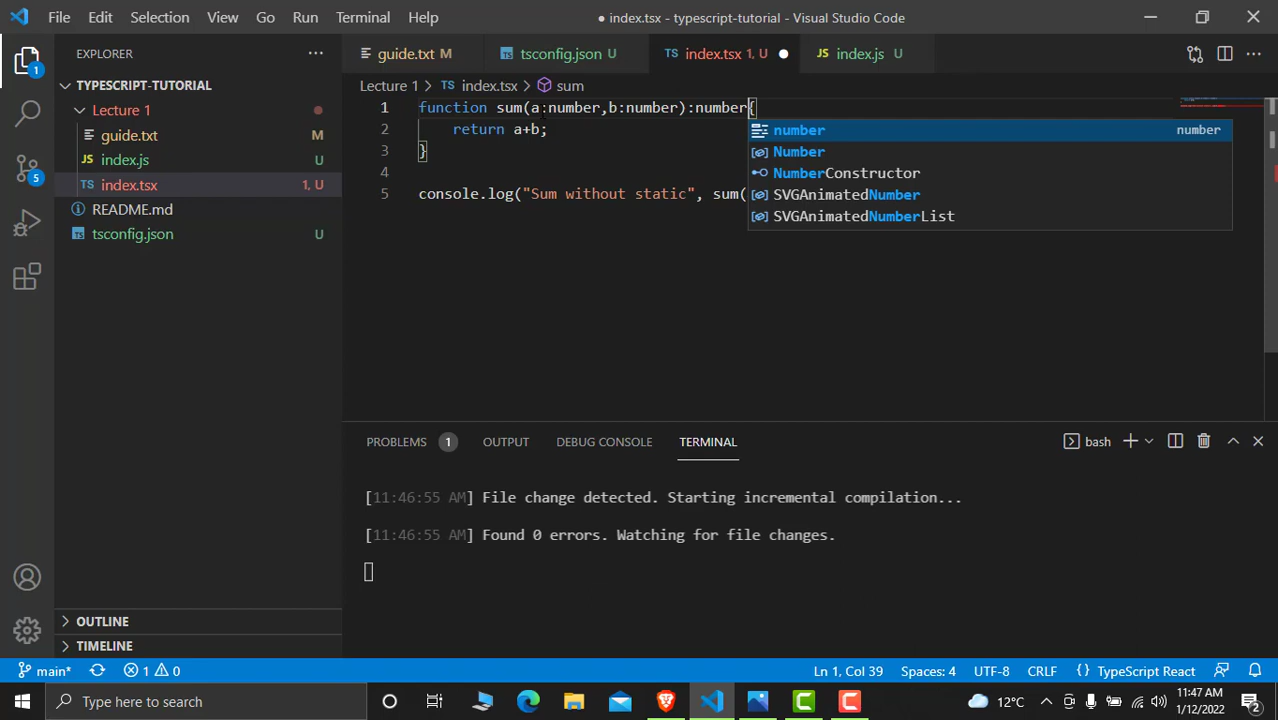 File Edit Selection View Go Run Terminal Help
● index.tsx - typescript-tutorial - Visual Studio Code
EXPLORER
guide.txt M
TS tsconfig.json U
TS index.tsx 1, U
JS index.js U
1
TYPESCRIPT-TUTORIAL
Lecture 1
guide.txt M
JS index.js U
TS index.tsx 1, U
README.md
TS tsconfig.json U
5
OUTLINE
TIMELINE
Lecture 1 > TS index.tsx > sum
1 function sum(a:number,b:number):number{
2 return a+b;
3 }
4
5 console.log("Sum without static", sum(
number number
Number
NumberConstructor
SVGAnimatedNumber
SVGAnimatedNumberList
PROBLEMS 1 OUTPUT DEBUG CONSOLE TERMINAL
bash
[11:46:55 AM] File change detected. Starting incremental compilation...
[11:46:55 AM] Found 0 errors. Watching for file changes.
main* 1 0 Ln 1, Col 39 Spaces: 4 UTF-8 CRLF {} TypeScript React
Type here to search
12°C
11:47 AM
1/12/2022
2